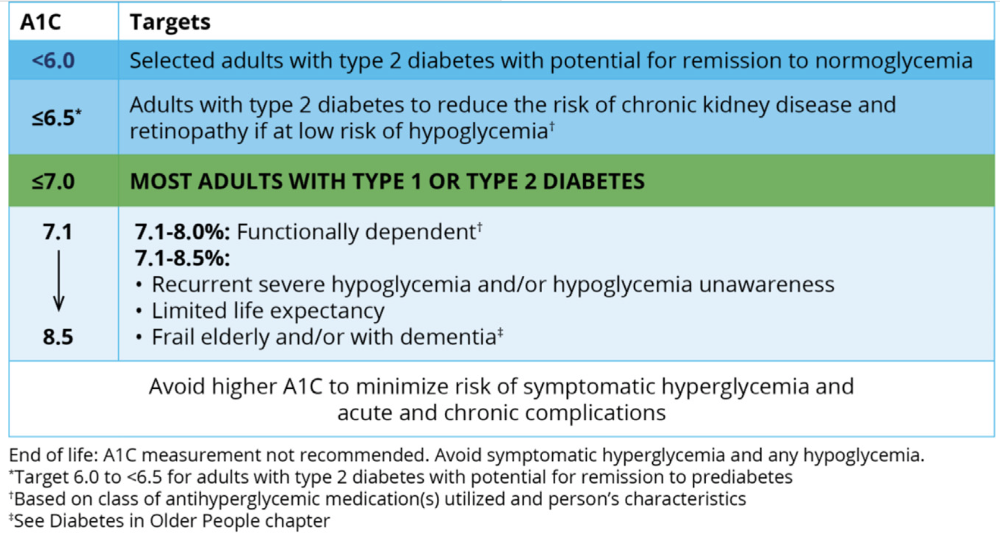 A1C Targets
<6.0 Selected adults with type 2 diabetes with potential for remission to normoglycemia
≤6.5* Adults with type 2 diabetes to reduce the risk of chronic kidney disease and
retinopathy if at low risk of hypoglycemia†
≤7.0 MOST ADULTS WITH TYPE 1 OR TYPE 2 DIABETES
7.1 7.1-8.0%: Functionally dependent†
7.1-8.5%:
• Recurrent severe hypoglycemia and/or hypoglycemia unawareness
• Limited life expectancy
8.5 • Frail elderly and/or with dementia‡
Avoid higher A1C to minimize risk of symptomatic hyperglycemia and
acute and chronic complications
End of life: A1C measurement not recommended. Avoid symptomatic hyperglycemia and any hypoglycemia.
*Target 6.0 to <6.5 for adults with type 2 diabetes with potential for remission to prediabetes
†Based on class of antihyperglycemic medication(s) utilized and person’s characteristics
‡See Diabetes in Older People chapter